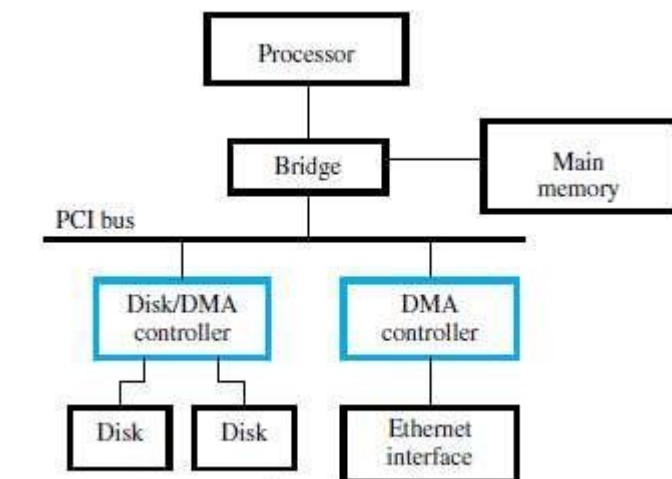 Processor
Bridge
Main
memory
PCI bus
Disk/DMA
controller
DMA
controller
Disk
Disk
Ethernet
interface